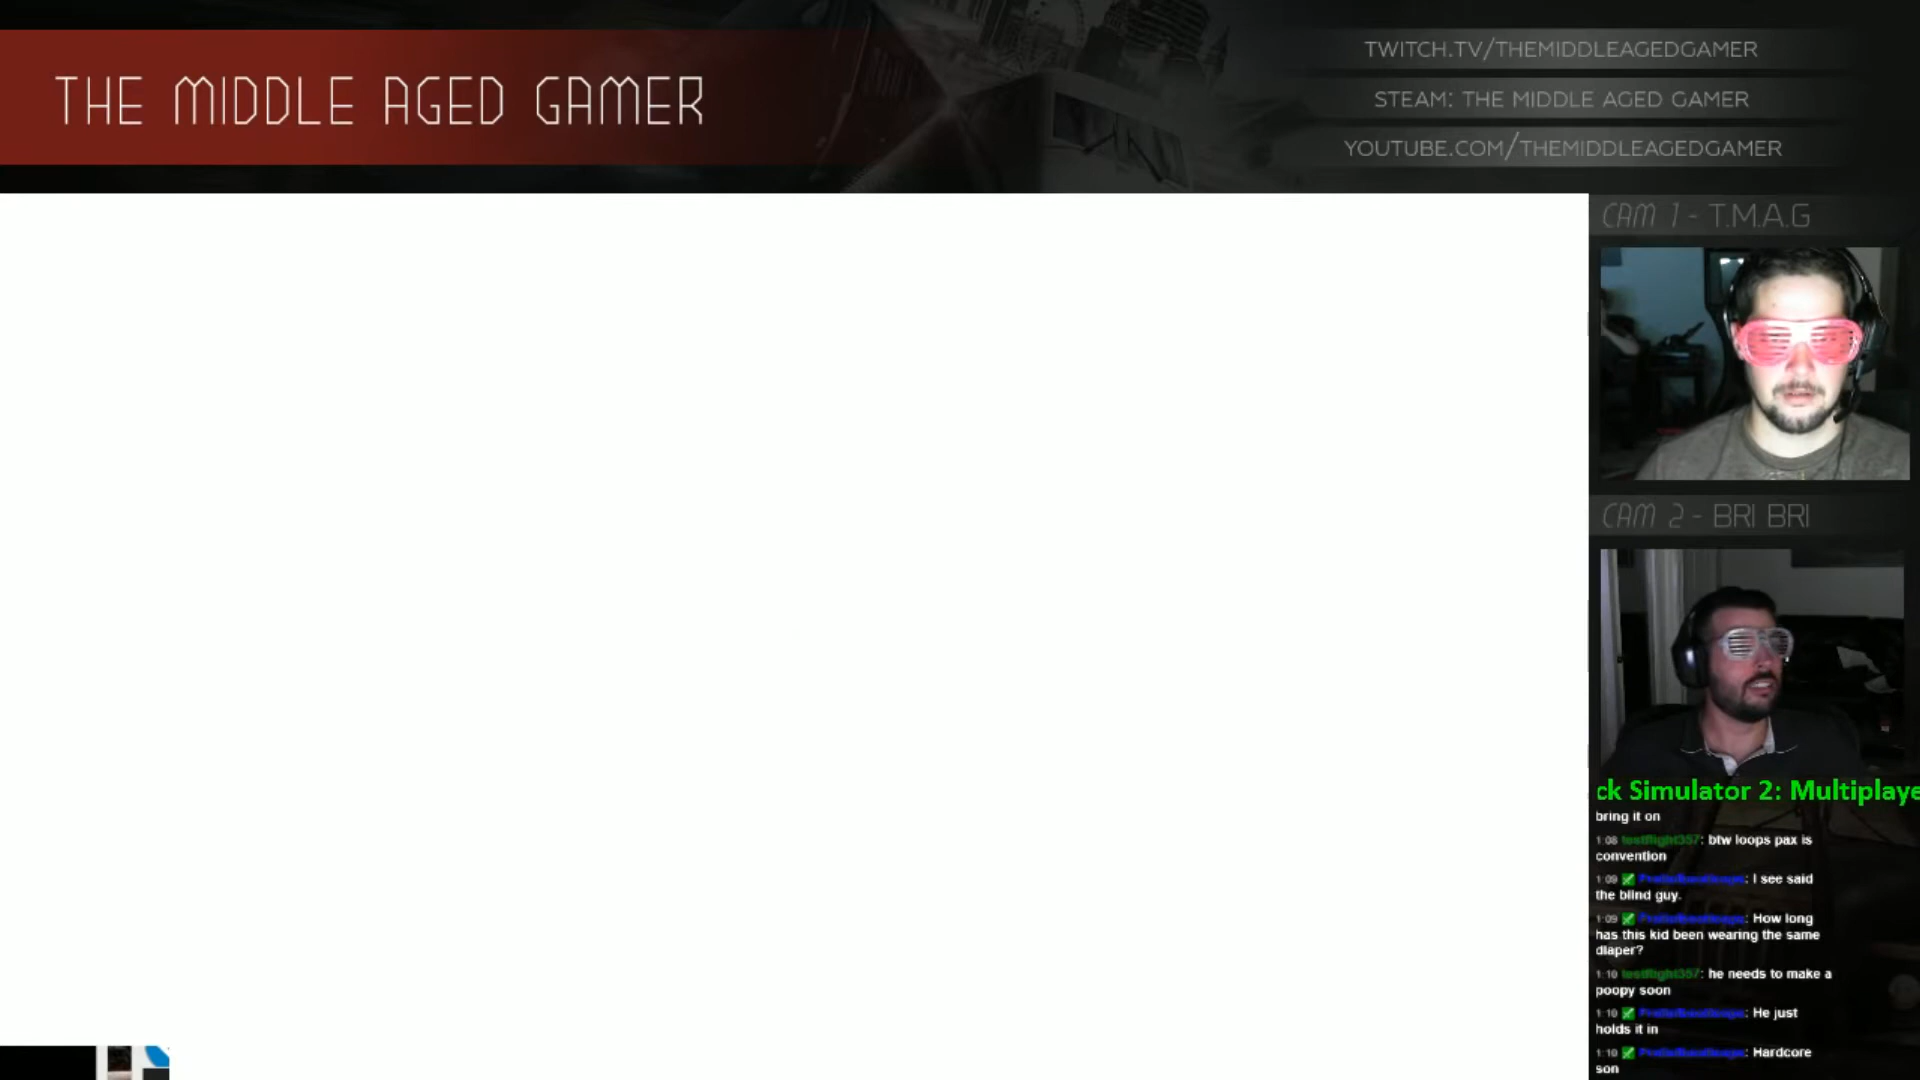 THE MIDDLE AGED GAMER
TWITCH.TV/THEMIDDLEAGEDGAMER
STEAM: THE MIDDLE AGED GAMER
YOUTUBE.COM/THEMIDDLEAGEDGAMER
CAM 1 - T.M.A.G
CAM 2 - BRI BRI
ck Simulator 2: Multiplaye
bring it on
1:08 testflight357: btw loops pax is
convention
1:09 : I see said
the blind guy.
1:09 : How long
has this kid been wearing the same
diaper?
1:10 testflight357: he needs to make a
poopy soon
1:10 : He just
holds it in
1:10 : Hardcore
son